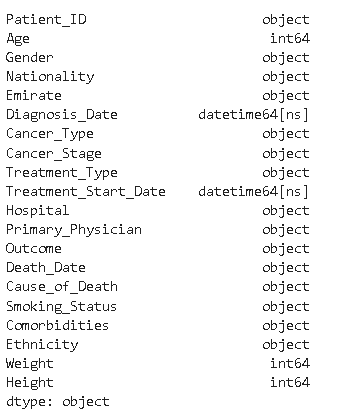 Patient_ID object
Age int64
Gender object
Nationality object
Emirate object
Diagnosis_Date datetime64[ns]
Cancer_Type object
Cancer_Stage object
Treatment_Type object
Treatment_Start_Date datetime64[ns]
Hospital object
Primary_Physician object
Outcome object
Death_Date object
Cause_of_Death object
Smoking_Status object
Comorbidities object
Ethnicity object
Weight int64
Height int64
dtype: object